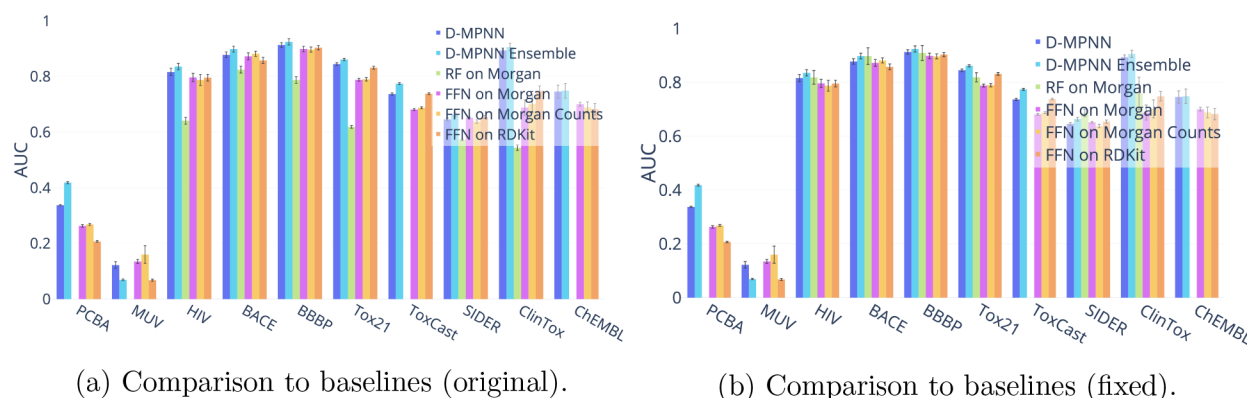 1
0.8
0.6
0.4
0.2
0
AUC
D-MPNN
D-MPNN Ensemble
RF on Morgan
FFN on Morgan
FFN on Morgan Counts
FFN on RDKit
PCBA
MUV
HIV
BACE
BBBP
Tox21
ToxCast
SIDER
ClinTox
ChEMBL
(a) Comparison to baselines (original).
1
0.8
0.6
0.4
0.2
0
AUC
D-MPNN
D-MPNN Ensemble
RF on Morgan
FFN on Morgan
FFN on Morgan Counts
FFN on RDKit
PCBA
MUV
HIV
BACE
BBBP
Tox21
ToxCast
SIDER
ClinTox
ChEMBL
(b) Comparison to baselines (fixed).